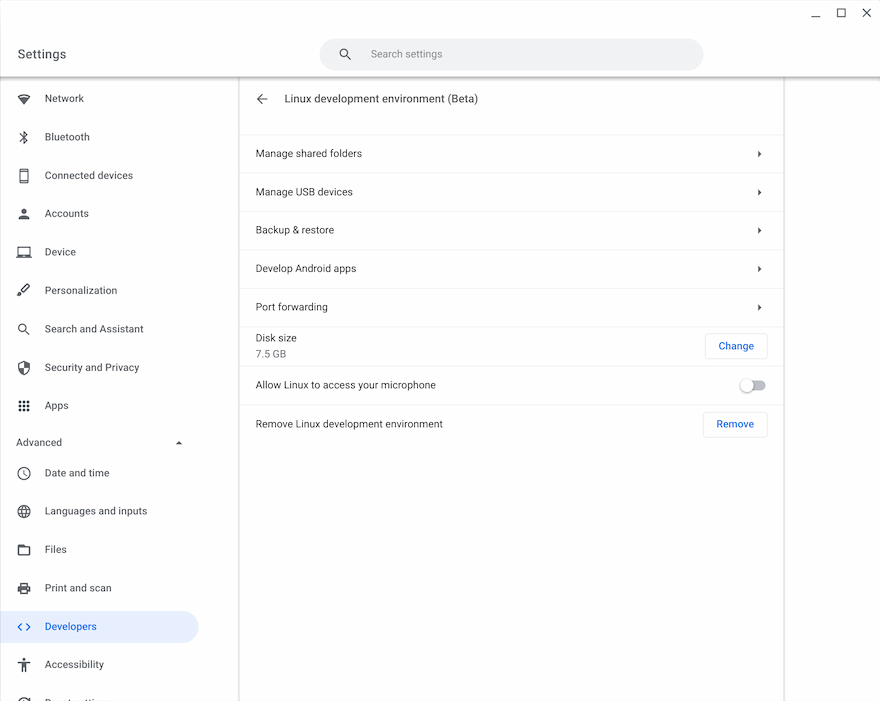 Settings
Search settings
Network
Bluetooth
Connected devices
Accounts
Device
Personalization
Search and Assistant
Security and Privacy
Apps
Advanced
Date and time
Languages and inputs
Files
Print and scan
Developers
Accessibility
Linux development environment (Beta)
Manage shared folders
Manage USB devices
Backup & restore
Develop Android apps
Port forwarding
Disk size
7.5 GB
Change
Allow Linux to access your microphone
Remove Linux development environment
Remove